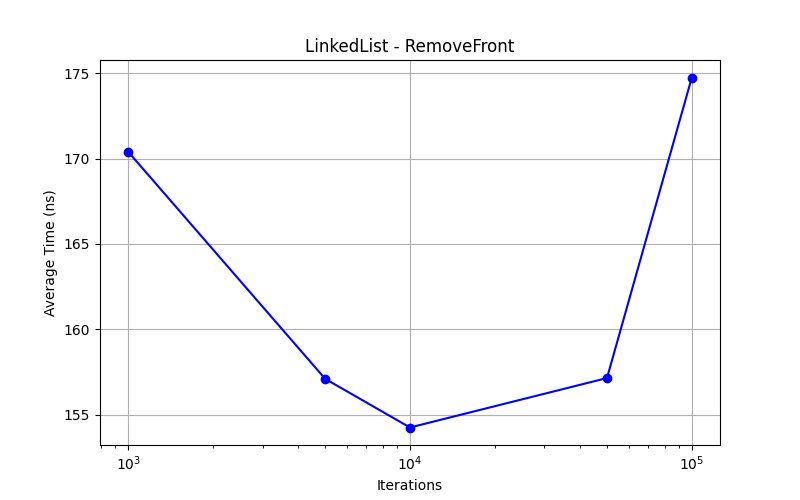 LinkedList - RemoveFront
175
170
165
160
155
Average Time (ns)
10³
10⁴
10⁵
Iterations